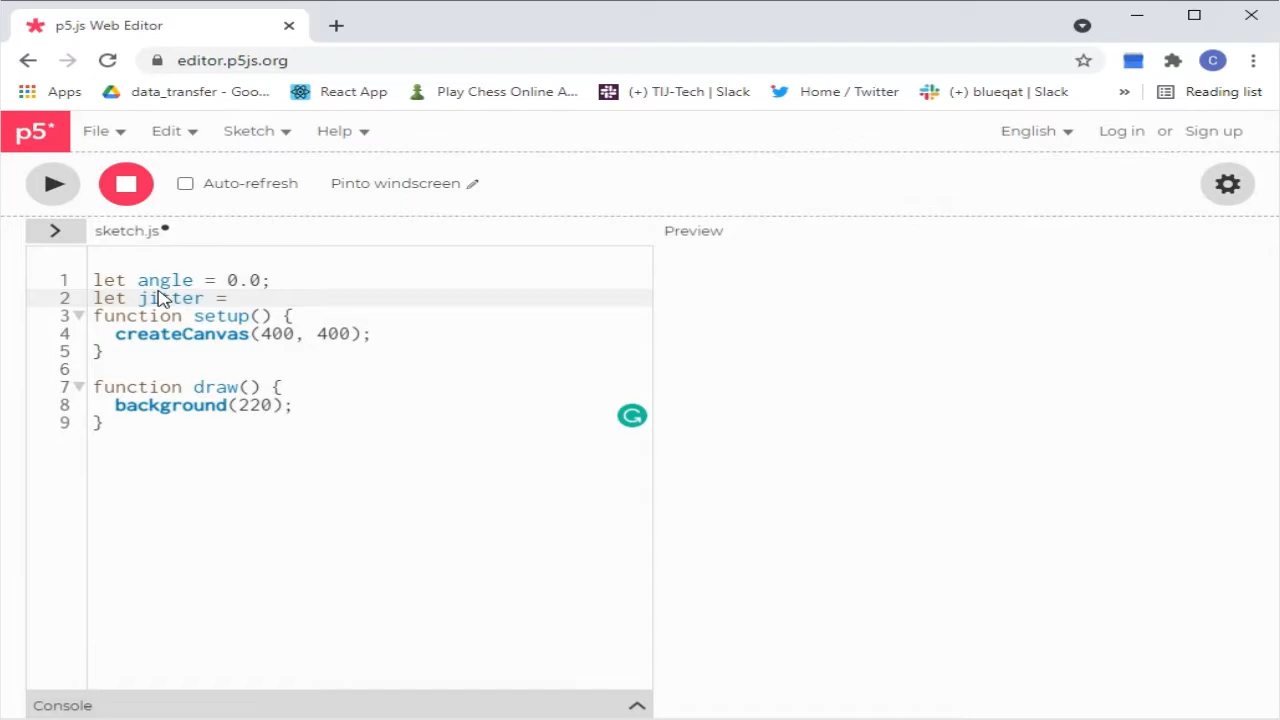 p5.js Web Editor
editor.p5js.org
Apps data_transfer - Goo... React App Play Chess Online A... (+) TIJ-Tech | Slack Home / Twitter (+) blueqat | Slack » Reading list
p5* File Edit Sketch Help English Log in or Sign up
Auto-refresh Pinto windscreen
> sketch.js Preview
1 let angle = 0.0;
2 let jitter =
3 function setup() {
4 createCanvas(400, 400);
5 }
6
7 function draw() {
8 background(220);
9 }
Console